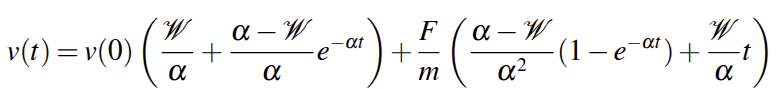 v(t) = v(0) ( 𝒲/α + (α − 𝒲)/α e^{−αt} ) + F/m ( (α − 𝒲)/α² (1 − e^{−αt}) + 𝒲/α t )